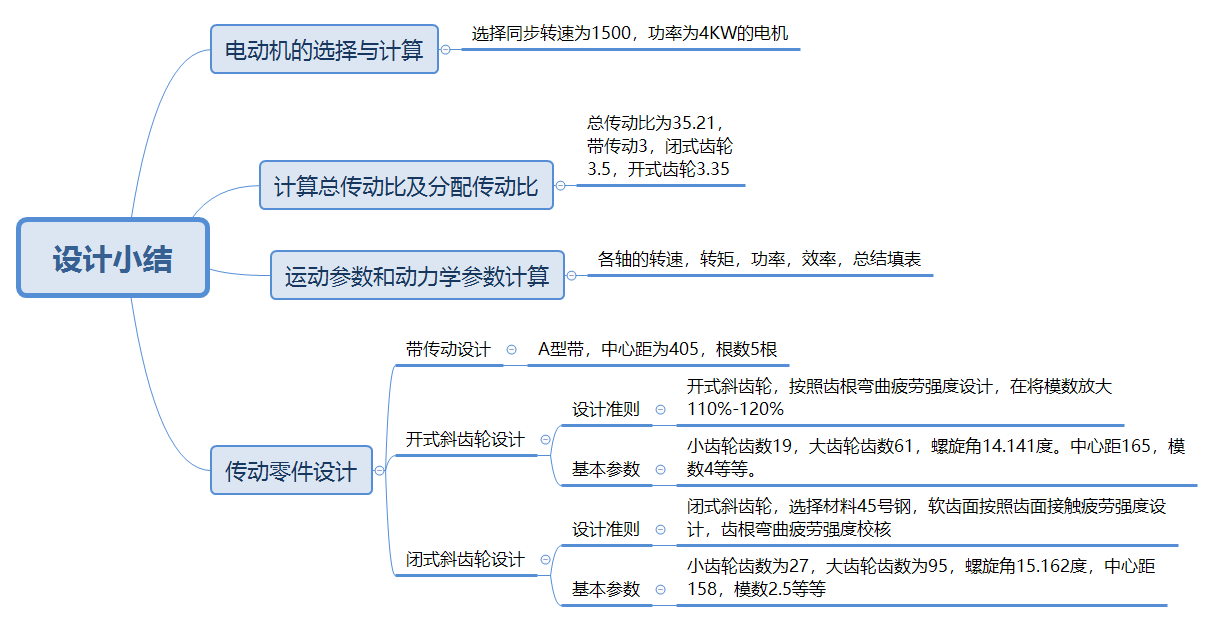 设计小结
电动机的选择与计算
选择同步转速为1500，功率为4KW的电机
计算总传动比及分配传动比
总传动比为35.21，
带传动3，闭式齿轮
3.5，开式齿轮3.35
运动参数和动力学参数计算
各轴的转速，转矩，功率，效率，总结填表
传动零件设计
带传动设计
A型带，中心距为405，根数5根
开式斜齿轮设计
设计准则
开式斜齿轮，按照齿根弯曲疲劳强度设计，在将模数放大
110%-120%
基本参数
小齿轮齿数19，大齿轮齿数61，螺旋角14.141度。中心距165，模
数4等等。
闭式斜齿轮设计
设计准则
闭式斜齿轮，选择材料45号钢，软齿面按照齿面接触疲劳强度设
计，齿根弯曲疲劳强度校核
基本参数
小齿轮齿数为27，大齿轮齿数为95，螺旋角15.162度，中心距
158，模数2.5等等